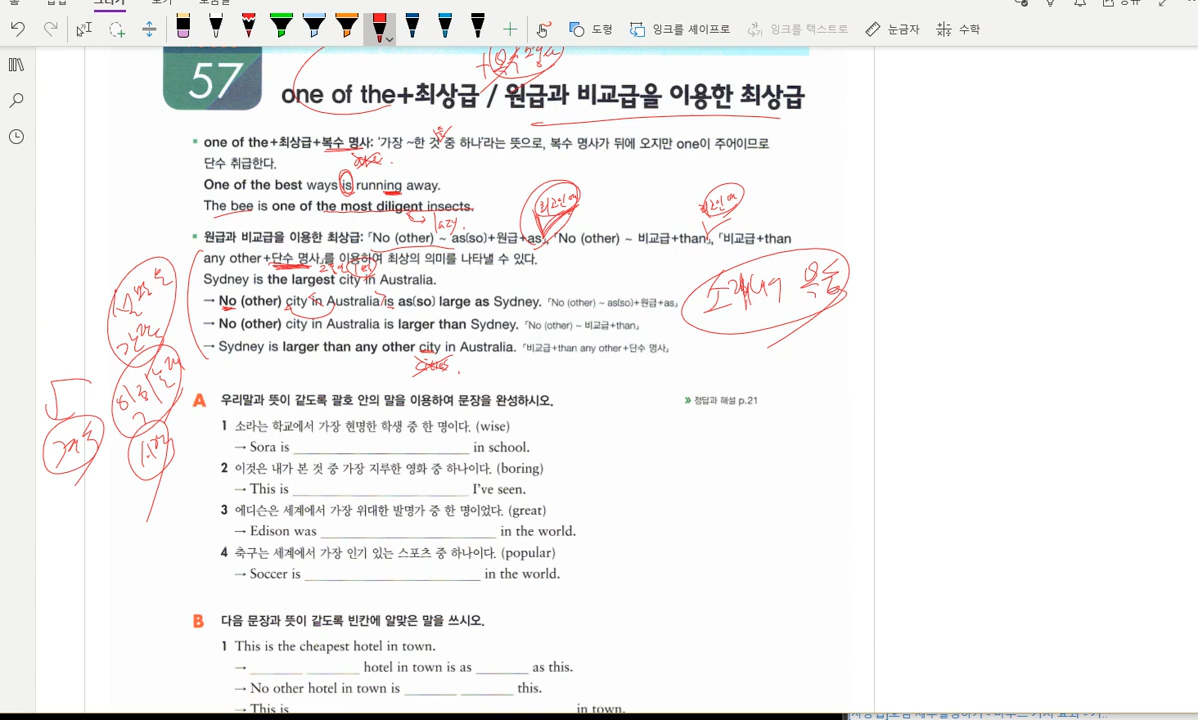 도형
잉크를 셰이프로
잉크를 텍스트로
눈금자
수학
57
one of the+최상급 / 원급과 비교급을 이용한 최상급
one of the+최상급+복수 명사: '가장 ~한 것 중 하나'라는 뜻으로, 복수 명사가 뒤에 오지만 one이 주어이므로
단수 취급한다.
One of the best ways is running away.
The bee is one of the most diligent insects.
lazy.
원급과 비교급을 이용한 최상급: 「No (other) ~ as(so)+원급+as」, 「No (other) ~ 비교급+than」, 「비교급+than
any other+단수 명사」를 이용하여 최상의 의미를 나타낼 수 있다.
Sydney is the largest city in Australia.
→ No (other) city in Australia is as(so) large as Sydney. 「No (other) ~ as(so)+원급+as」
→ No (other) city in Australia is larger than Sydney. 「No (other) ~ 비교급+than」
→ Sydney is larger than any other city in Australia. 「비교급+than any other+단수 명사」
A 우리말과 뜻이 같도록 괄호 안의 말을 이용하여 문장을 완성하시오.
» 정답과 해설 p.21
1 소라는 학교에서 가장 현명한 학생 중 한 명이다. (wise)
→ Sora is ____ in school.
2 이것은 내가 본 것 중 가장 지루한 영화 중 하나이다. (boring)
→ This is ____ I've seen.
3 에디슨은 세계에서 가장 위대한 발명가 중 한 명이었다. (great)
→ Edison was ____ in the world.
4 축구는 세계에서 가장 인기 있는 스포츠 중 하나이다. (popular)
→ Soccer is ____ in the world.
B 다음 문장과 뜻이 같도록 빈칸에 알맞은 말을 쓰시오.
1 This is the cheapest hotel in town.
→ ____ ____ hotel in town is as ____ as this.
→ No other hotel in town is ____ ____ this.
→ This is ____ in town.